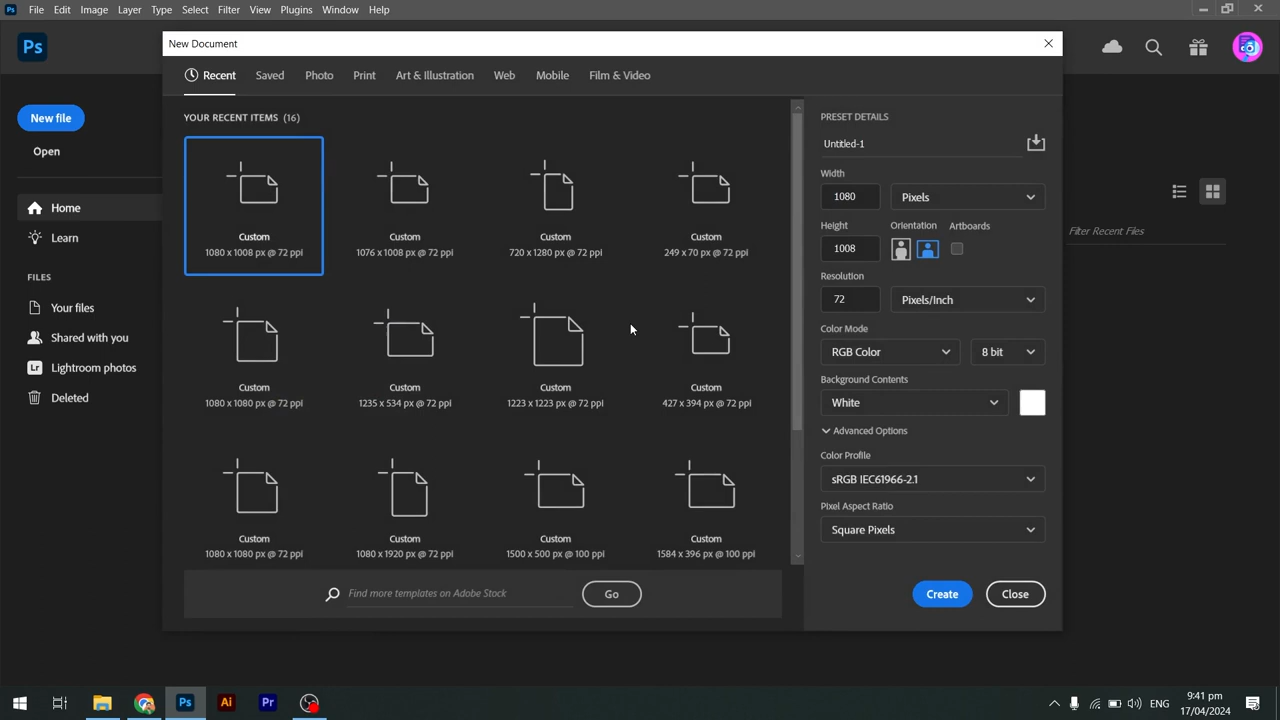 Ps File Edit Image Layer Type Select Filter View Plugins Window Help
New Document
Ps
Recent Saved Photo Print Art & Illustration Web Mobile Film & Video
New file
Open
Home
Learn
FILES
Your files
Shared with you
Lr Lightroom photos
Deleted
YOUR RECENT ITEMS (16)
Custom Custom Custom Custom
1080 x 1008 px @ 72 ppi 1076 x 1008 px @ 72 ppi 720 x 1280 px @ 72 ppi 249 x 70 px @ 72 ppi
Custom Custom Custom Custom
1080 x 1080 px @ 72 ppi 1235 x 534 px @ 72 ppi 1223 x 1223 px @ 72 ppi 427 x 394 px @ 72 ppi
Custom Custom Custom Custom
1080 x 1080 px @ 72 ppi 1080 x 1920 px @ 72 ppi 1500 x 500 px @ 100 ppi 1584 x 396 px @ 100 ppi
Find more templates on Adobe Stock Go
PRESET DETAILS
Untitled-1
Width
1080 Pixels
Height Orientation Artboards
1008
Resolution
72 Pixels/Inch
Color Mode
RGB Color 8 bit
Background Contents
White
Advanced Options
Color Profile
sRGB IEC61966-2.1
Pixel Aspect Ratio
Square Pixels
Create Close
Filter Recent Files
Ps Ai Pr
ENG
9:41 pm
17/04/2024